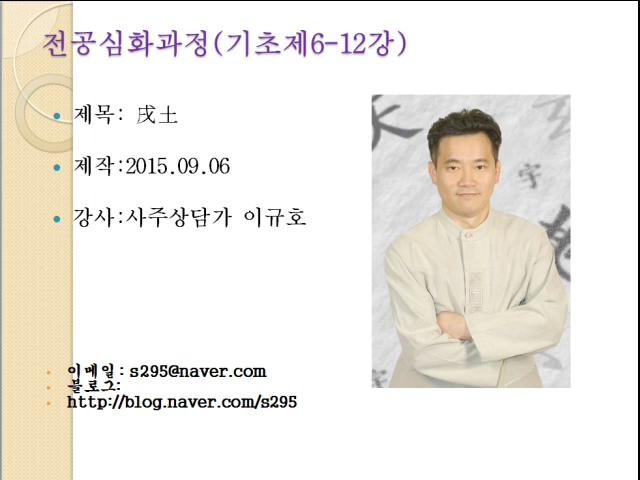 전공심화과정(기초제6-12강)
제목: 戌土
제작:2015.09.06
강사:사주상담가 이규호
이메일: s295@naver.com
블로그:
http://blog.naver.com/s295
字